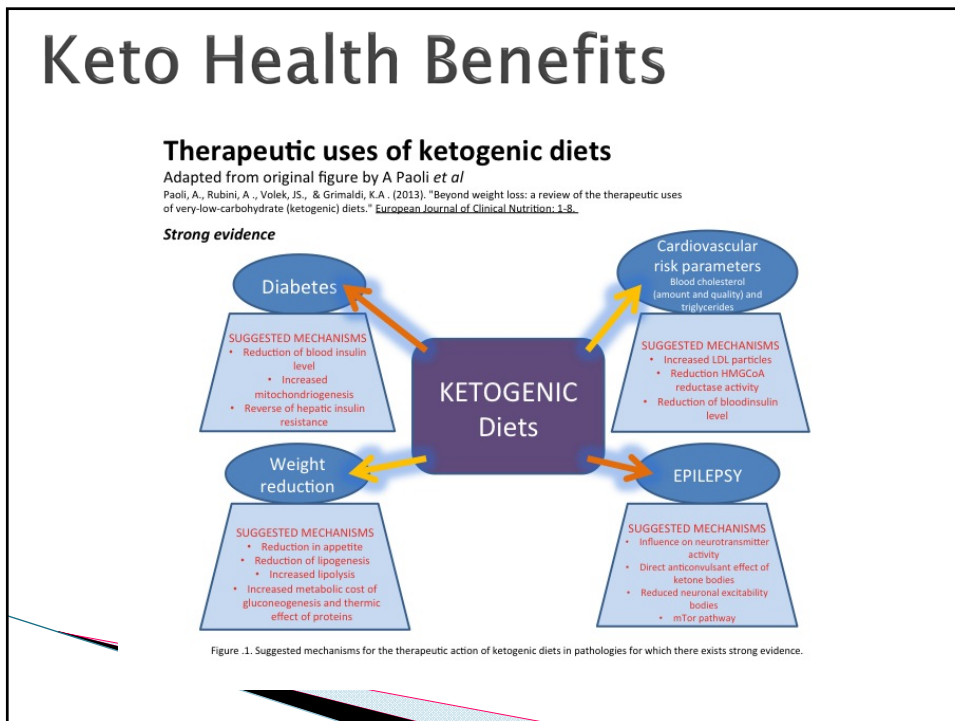 Keto Health Benefits
Therapeutic uses of ketogenic diets
Adapted from original figure by A Paoli et al
Paoli, A., Rubini, A ., Volek, JS., & Grimaldi, K.A . (2013). "Beyond weight loss: a review of the therapeutic uses
of very-low-carbohydrate (ketogenic) diets." European Journal of Clinical Nutrition: 1-8.
Strong evidence
Diabetes
SUGGESTED MECHANISMS
• Reduction of blood insulin
level
• Increased
mitochondriogenesis
• Reverse of hepatic insulin
resistance
Cardiovascular
risk parameters
Blood cholesterol
(amount and quality) and
triglycerides
SUGGESTED MECHANISMS
• Increased LDL particles
• Reduction HMGCoA
reductase activity
• Reduction of bloodinsulin
level
KETOGENIC
Diets
Weight
reduction
SUGGESTED MECHANISMS
• Reduction in appetite
• Reduction of lipogenesis
• Increased lipolysis
• Increased metabolic cost of
gluconeogenesis and thermic
effect of proteins
EPILEPSY
SUGGESTED MECHANISMS
• Influence on neurotransmitter
activity
• Direct anticonvulsant effect of
ketone bodies
• Reduced neuronal excitability
bodies
• mTor pathway
Figure .1. Suggested mechanisms for the therapeutic action of ketogenic diets in pathologies for which there exists strong evidence.